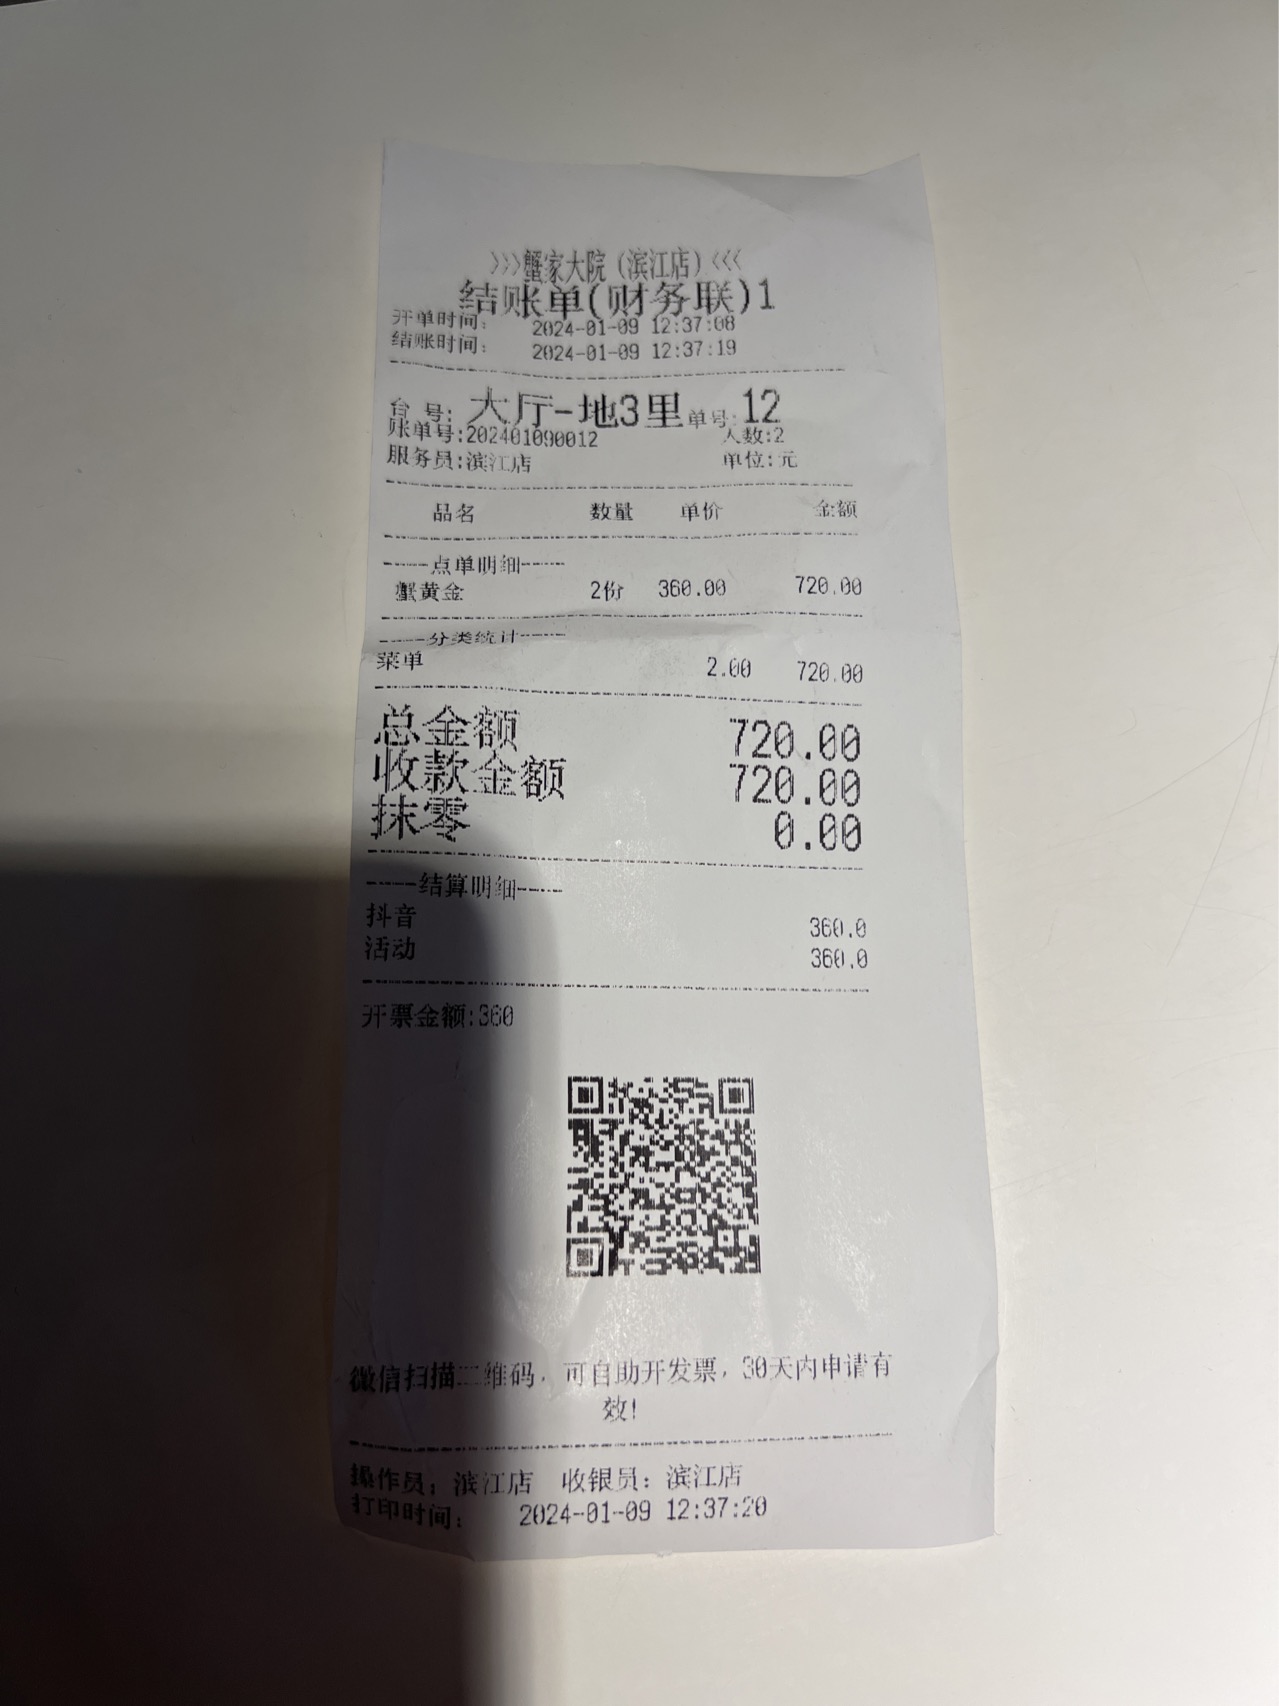 >>>蟹家大院(滨江店)<<<
结账单(财务联)1
开单时间: 2024-01-09 12:37:08
结账时间: 2024-01-09 12:37:19
台 号: 大厅-地3里 单号:12
账单号:202401090012 人数:2
服务员:滨江店 单位:元
品名 数量 单价 金额
-----点单明细-----
蟹黄金 2份 360.00 720.00
-----分类统计-----
菜单 2.00 720.00
总金额 720.00
收款金额 720.00
抹零 0.00
-----结算明细-----
抖音 360.0
活动 360.0
开票金额:360
微信扫描二维码，可自助开发票，30天内申请有
效!
操作员: 滨江店 收银员: 滨江店
打印时间: 2024-01-09 12:37:20